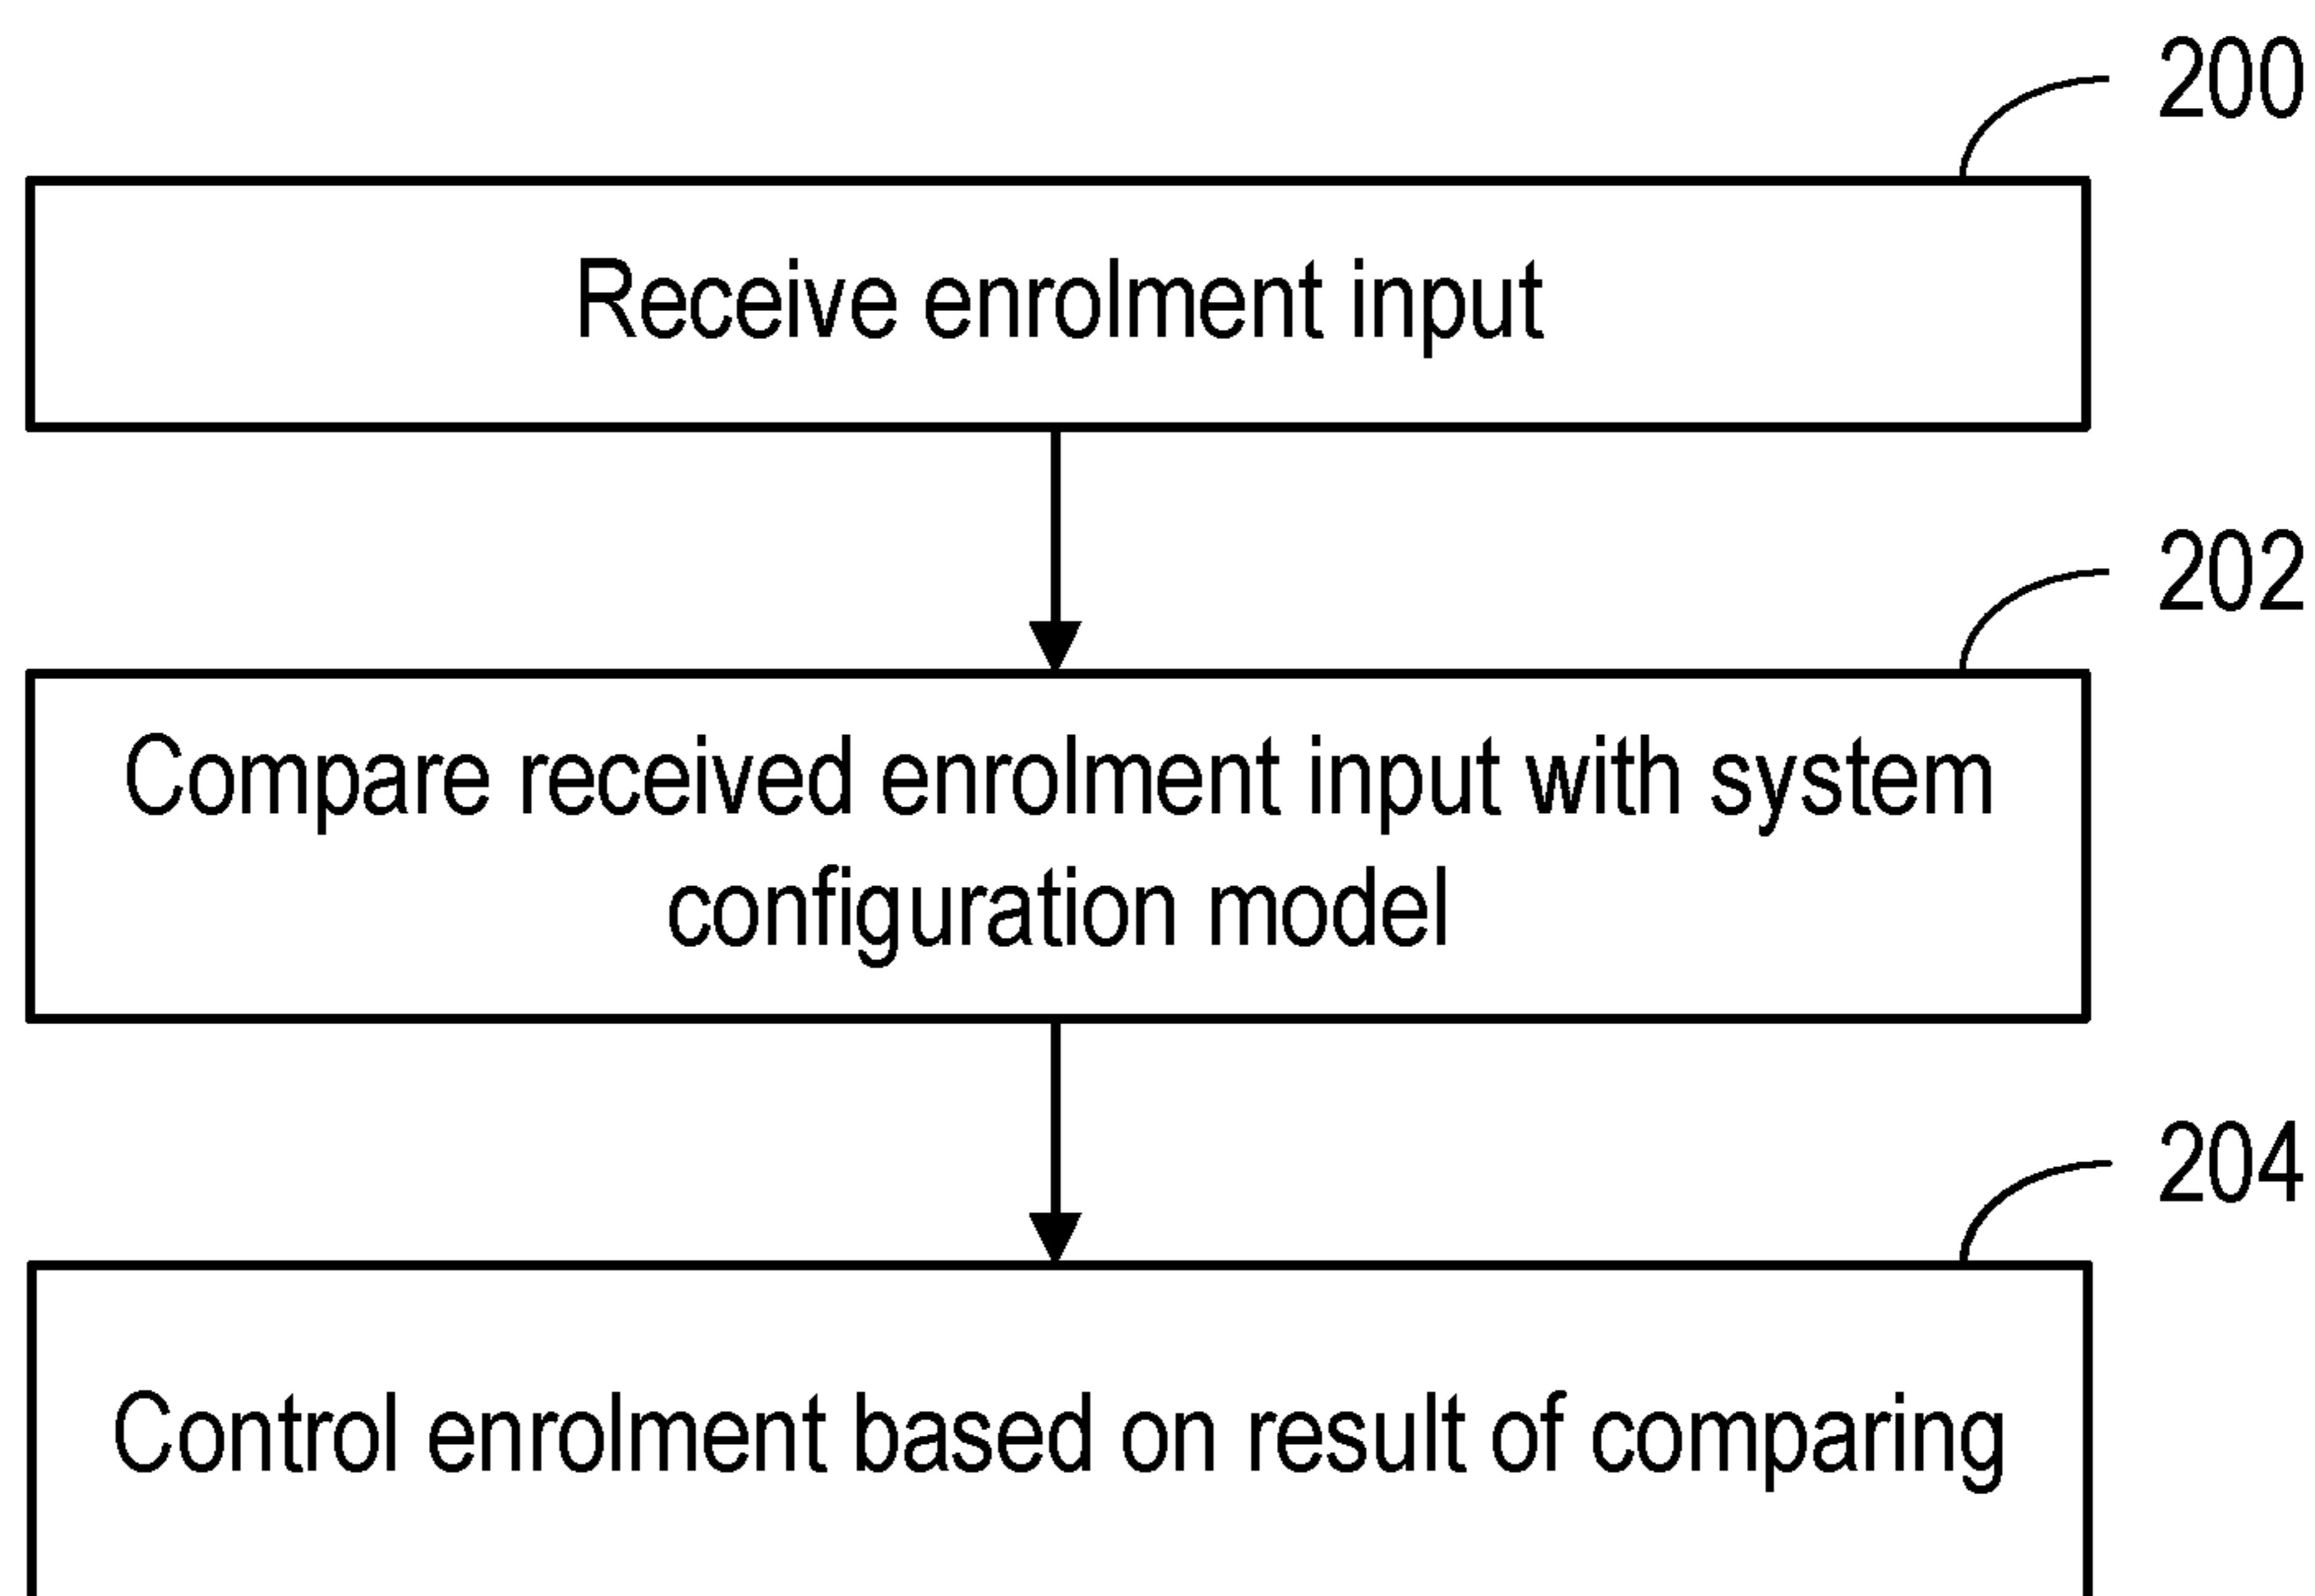 200
Receive enrolment input
202
Compare received enrolment input with system
configuration model
204
Control enrolment based on result of comparing